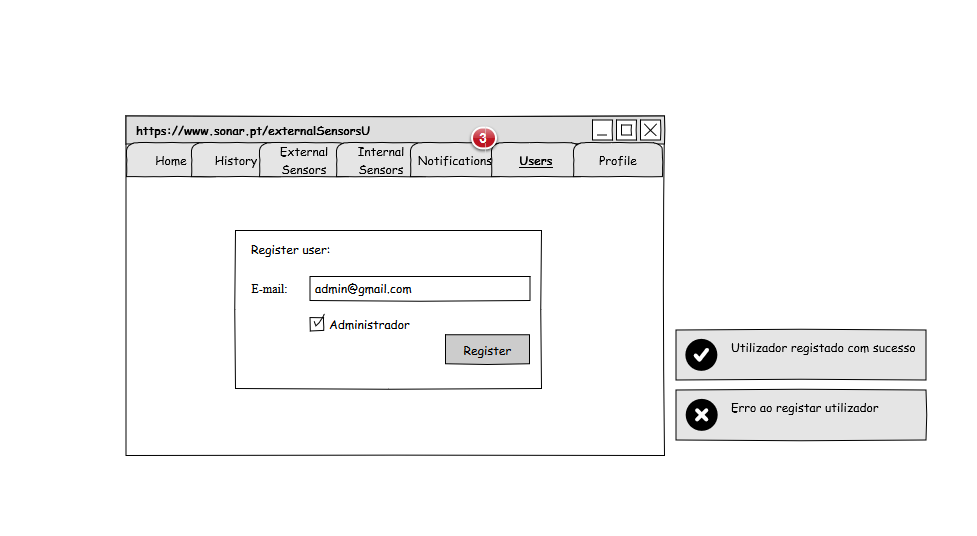 https://www.sonar.pt/externalSensorsU
3
Home
History
External
Sensors
Internal
Sensors
Notifications
Users
Profile
Register user:
E-mail:
admin@gmail.com
Administrador
Register
Utilizador registado com sucesso
Erro ao registar utilizador